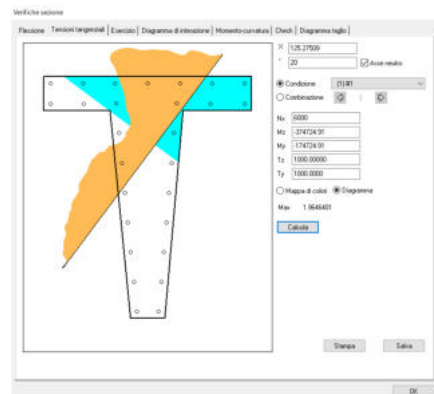 Verifiche sezione
Flessione Tensioni tangenziali Esercizio Diagramma di interazione Momento-curvatura Check Diagramma taglio
X 125.27509
° 20 Asse neutro
Condizione (1) #1
Combinazione :
Nx 6000
Mz -374724.91
My -174724.91
Tz 1000.00000
Ty 1000.0000
Mappa di colori Diagramma
Max 1.9646401
Calcola
Stampa Salva
OK